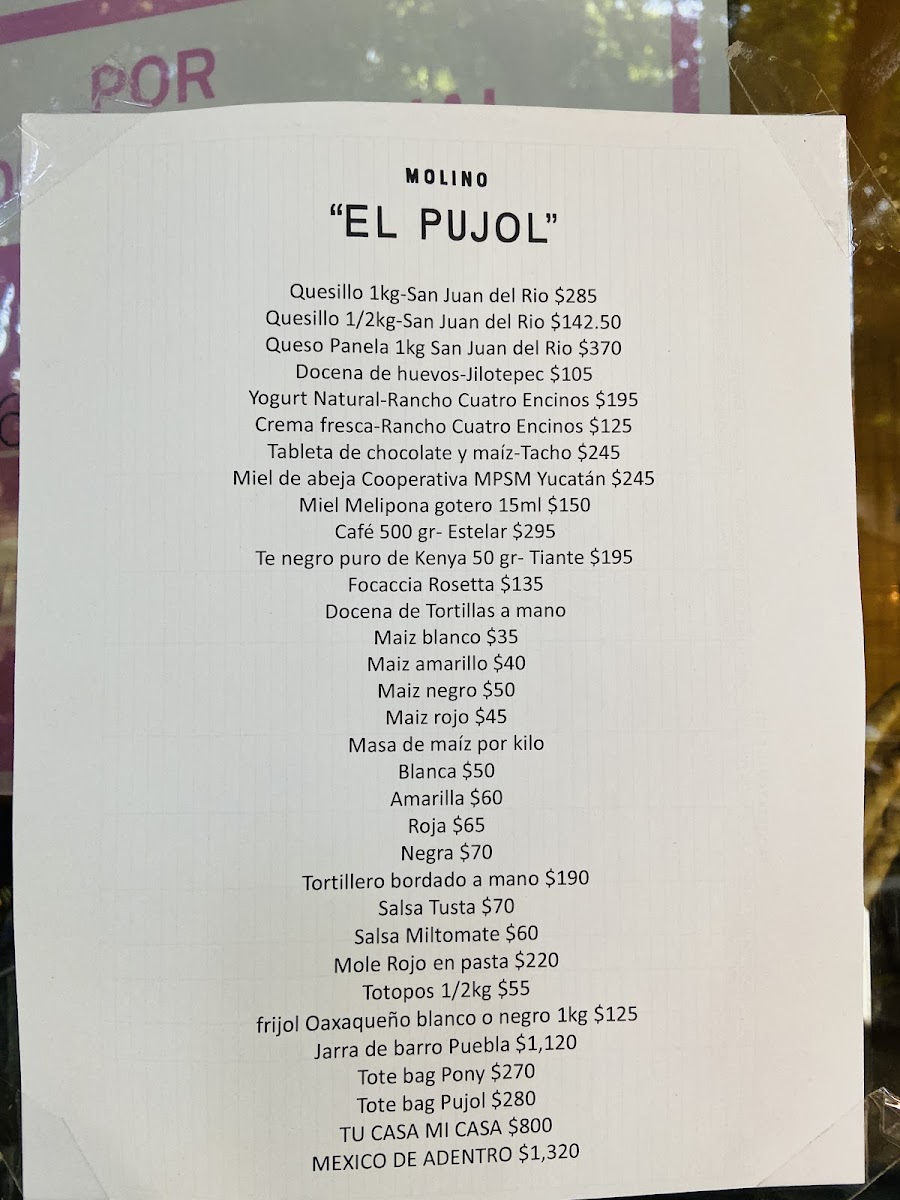 POR
MOLINO
“EL PUJOL”
Quesillo 1kg-San Juan del Rio $285
Quesillo 1/2kg-San Juan del Rio $142.50
Queso Panela 1kg San Juan del Rio $370
Docena de huevos-Jilotepec $105
Yogurt Natural-Rancho Cuatro Encinos $195
Crema fresca-Rancho Cuatro Encinos $125
Tableta de chocolate y maíz-Tacho $245
Miel de abeja Cooperativa MPSM Yucatán $245
Miel Melipona gotero 15ml $150
Café 500 gr- Estelar $295
Te negro puro de Kenya 50 gr- Tiante $195
Focaccia Rosetta $135
Docena de Tortillas a mano
Maiz blanco $35
Maiz amarillo $40
Maiz negro $50
Maiz rojo $45
Masa de maíz por kilo
Blanca $50
Amarilla $60
Roja $65
Negra $70
Tortillero bordado a mano $190
Salsa Tusta $70
Salsa Miltomate $60
Mole Rojo en pasta $220
Totopos 1/2kg $55
frijol Oaxaqueño blanco o negro 1kg $125
Jarra de barro Puebla $1,120
Tote bag Pony $270
Tote bag Pujol $280
TU CASA MI CASA $800
MEXICO DE ADENTRO $1,320